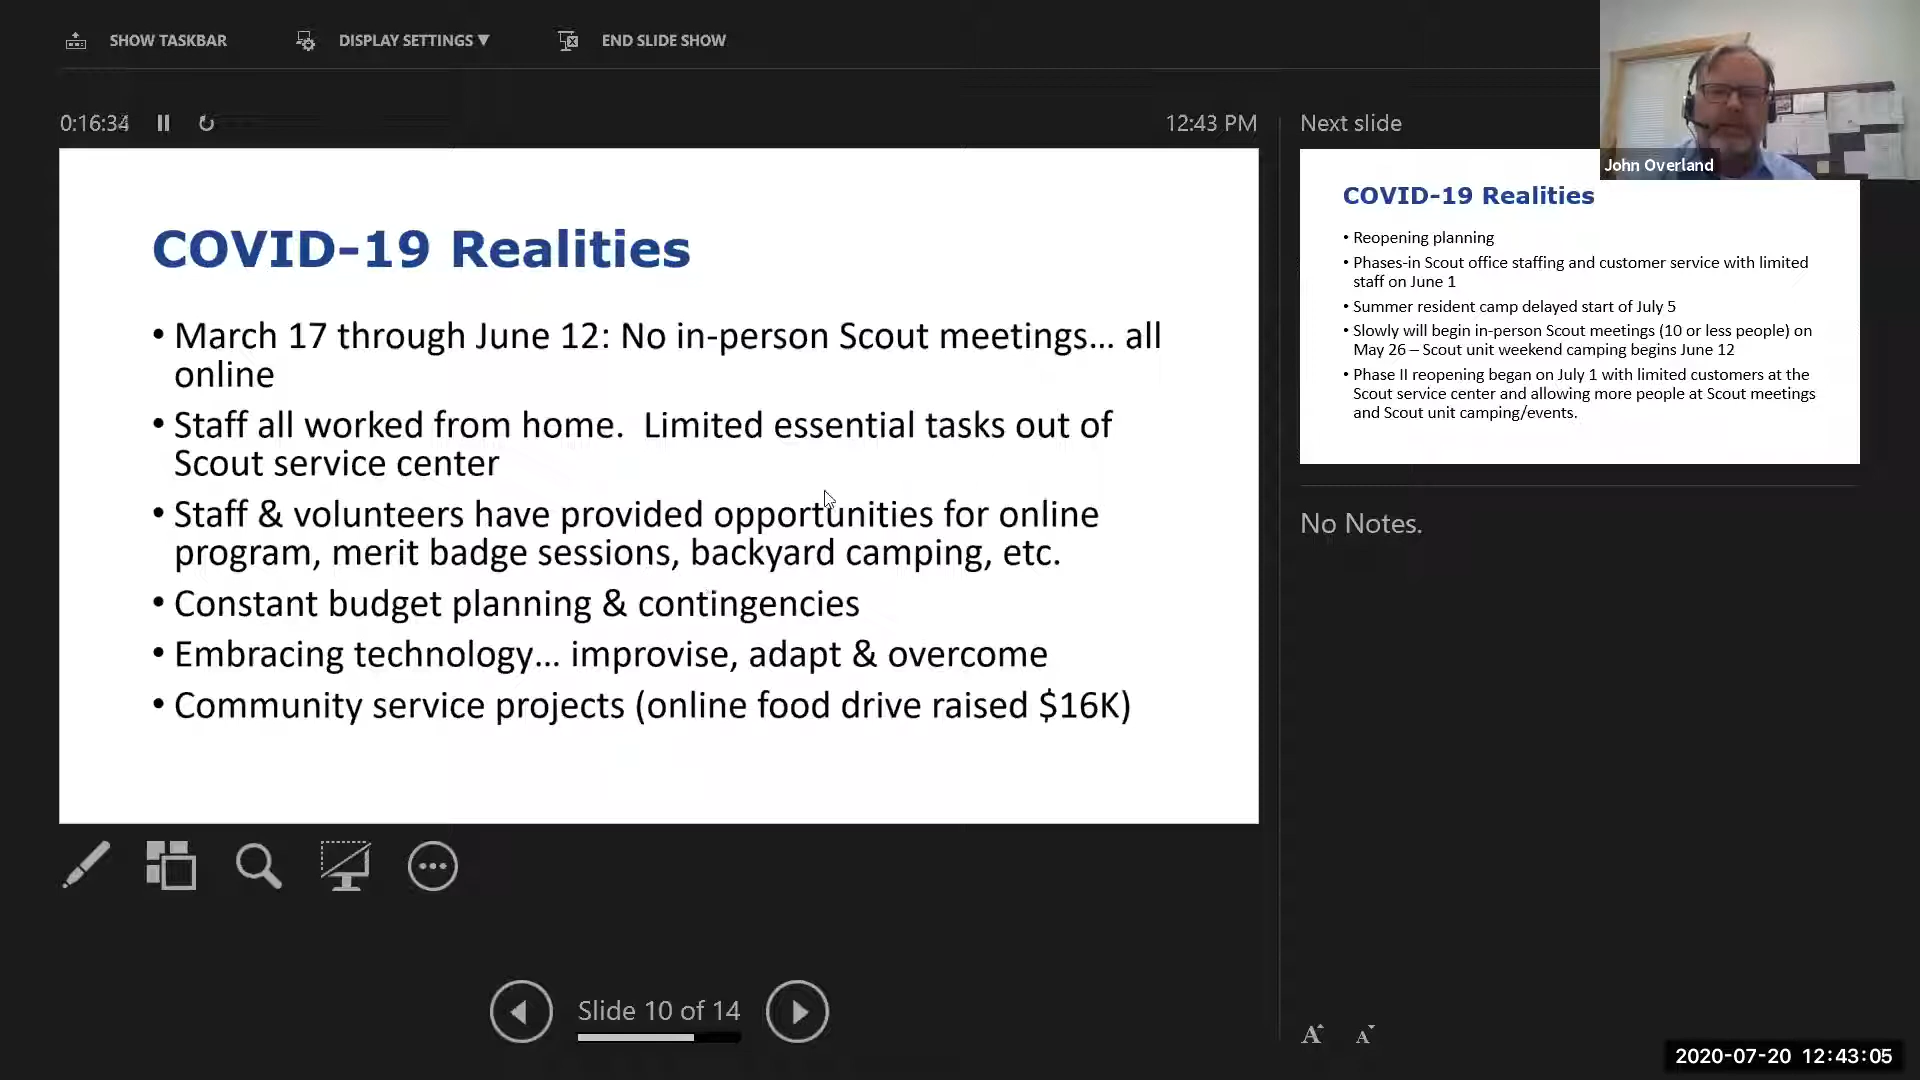 SHOW TASKBAR
DISPLAY SETTINGS ▼
END SLIDE SHOW
0:16:34
12:43 PM
COVID-19 Realities
• March 17 through June 12: No in-person Scout meetings... all
online
• Staff all worked from home.  Limited essential tasks out of
Scout service center
• Staff & volunteers have provided opportunities for online
program, merit badge sessions, backyard camping, etc.
• Constant budget planning & contingencies
• Embracing technology... improvise, adapt & overcome
• Community service projects (online food drive raised $16K)
Slide 10 of 14
Next slide
John Overland
COVID-19 Realities
• Reopening planning
• Phases-in Scout office staffing and customer service with limited
staff on June 1
• Summer resident camp delayed start of July 5
• Slowly will begin in-person Scout meetings (10 or less people) on
May 26 – Scout unit weekend camping begins June 12
• Phase II reopening began on July 1 with limited customers at the
Scout service center and allowing more people at Scout meetings
and Scout unit camping/events.
No Notes.
A A
2020-07-20 12:43:05